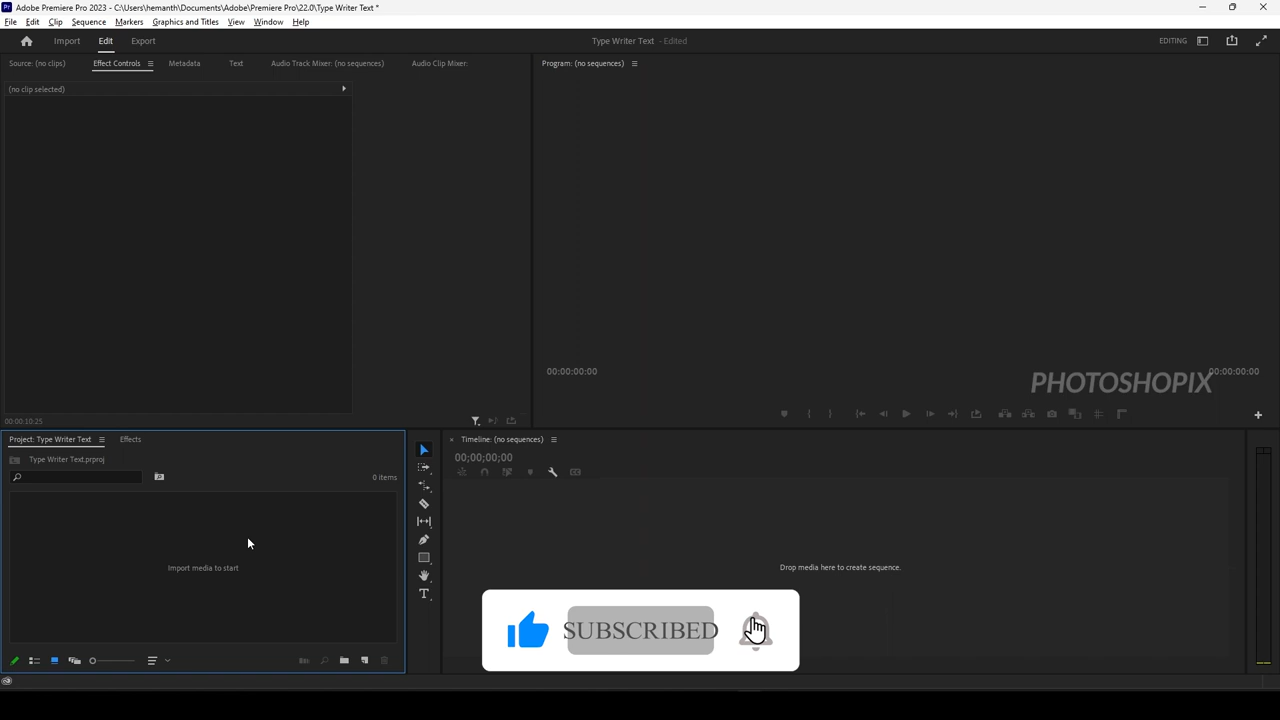 Adobe Premiere Pro 2023 - C:\Users\hemanth\Documents\Adobe\Premiere Pro\22.0\Type Writer Text *
File Edit Clip Sequence Markers Graphics and Titles View Window Help
Import Edit Export Type Writer Text - Edited EDITING
Source: (no clips) Effect Controls Metadata Text Audio Track Mixer: (no sequences) Audio Clip Mixer: Program: (no sequences)
(no clip selected)
00:00:00:00 00:00:00:00
PHOTOSHOPIX
00:00:10:25
Project: Type Writer Text Effects × Timeline: (no sequences)
Type Writer Text.prproj 00;00;00;00
0 items
Import media to start Drop media here to create sequence.
SUBSCRIBED